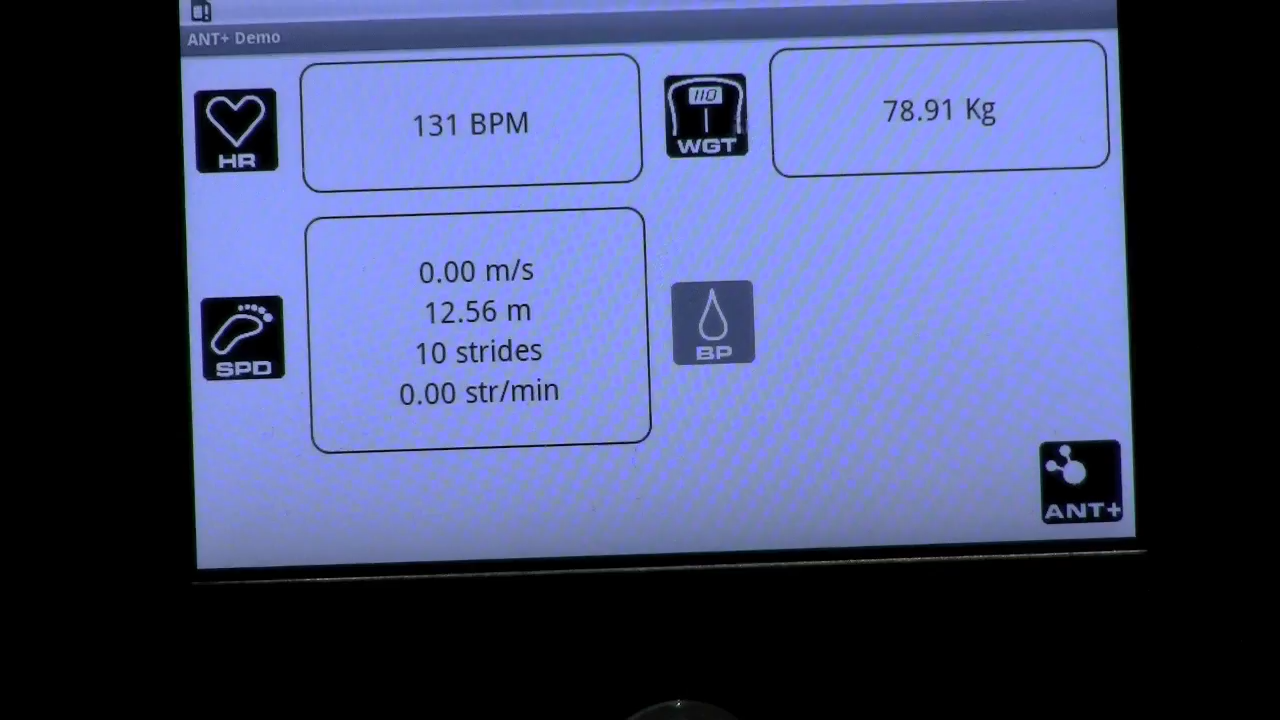 ANT+ Demo
HR
131 BPM
110
WGT
78.91 Kg
SPD
0.00 m/s
12.56 m
10 strides
0.00 str/min
BP
ANT+